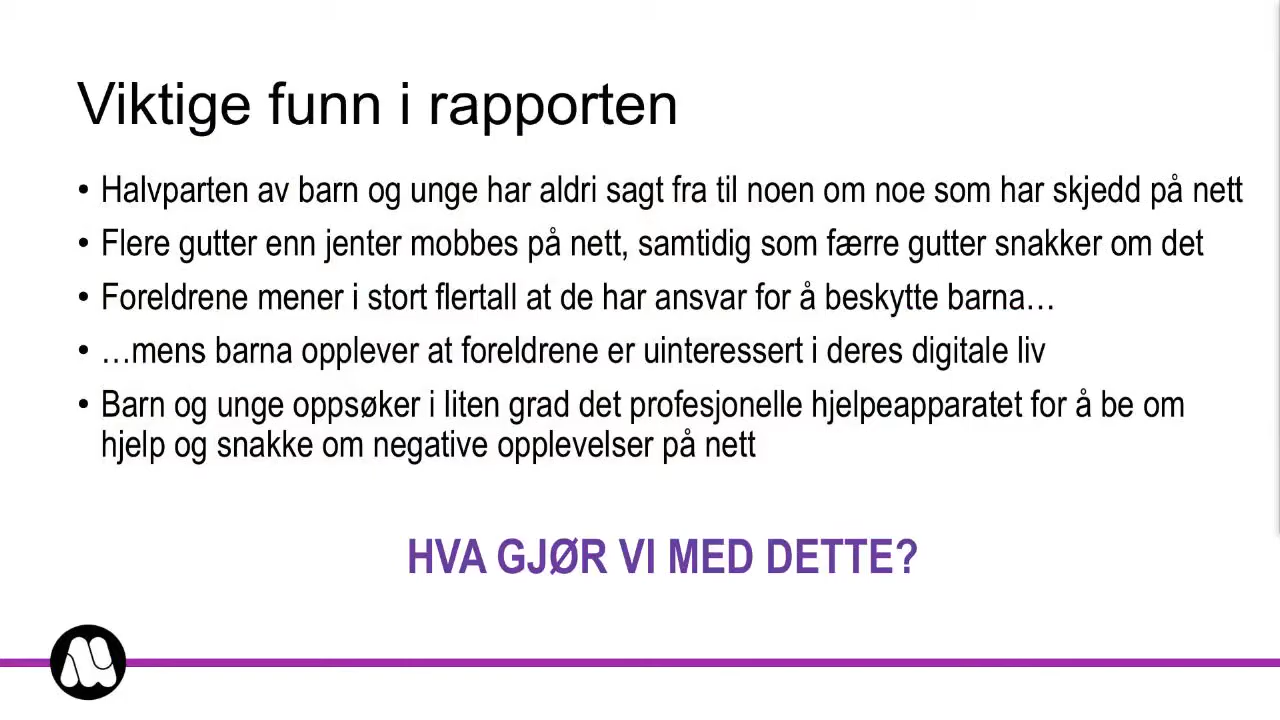 Viktige funn i rapporten
• Halvparten av barn og unge har aldri sagt fra til noen om noe som har skjedd på nett
• Flere gutter enn jenter mobbes på nett, samtidig som færre gutter snakker om det
• Foreldrene mener i stort flertall at de har ansvar for å beskytte barna…
• …mens barna opplever at foreldrene er uinteressert i deres digitale liv
• Barn og unge oppsøker i liten grad det profesjonelle hjelpeapparatet for å be om
hjelp og snakke om negative opplevelser på nett
HVA GJØR VI MED DETTE?